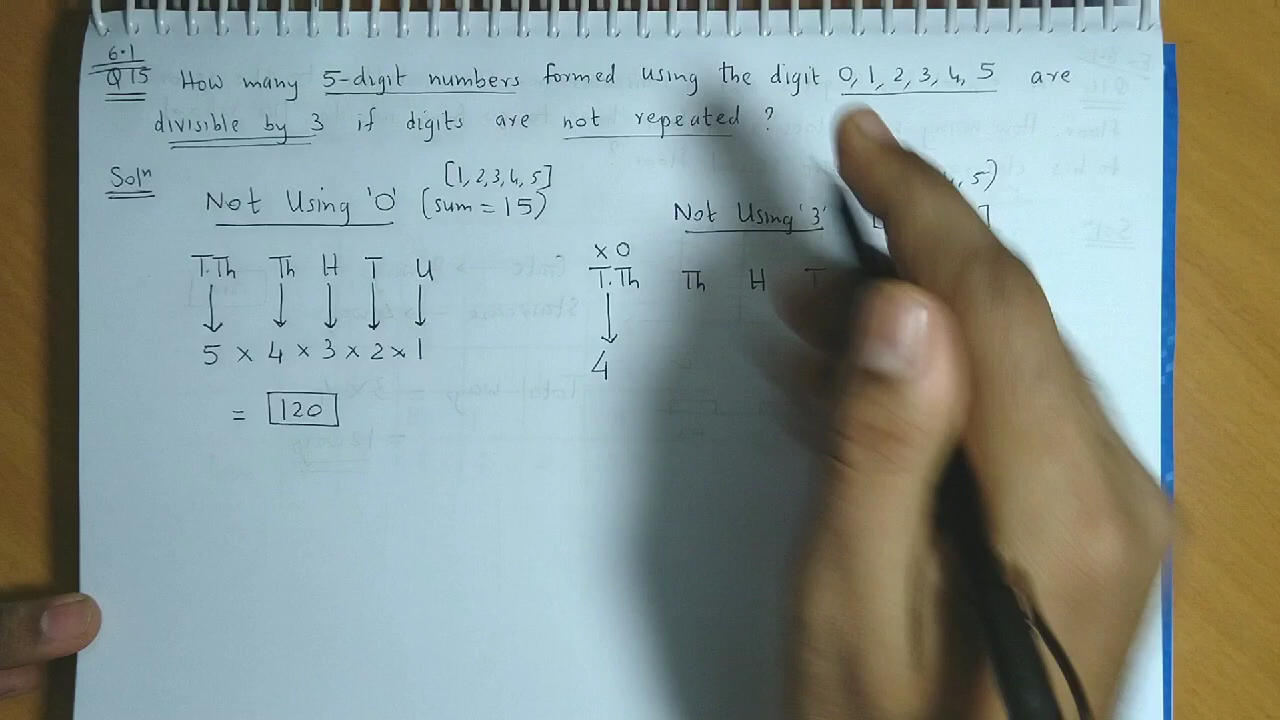 6.1
Q15 How many 5-digit numbers formed using the digit 0, 1, 2, 3, 4, 5 are
divisible by 3 if digits are not repeated ?
Solⁿ
[1, 2, 3, 4, 5]
Not Using '0' (sum = 15)
T.Th Th H T U
5 × 4 × 3 × 2 × 1
= 120
, 5)
Not Using '3' [ ]
× 0
T.Th Th H T
4